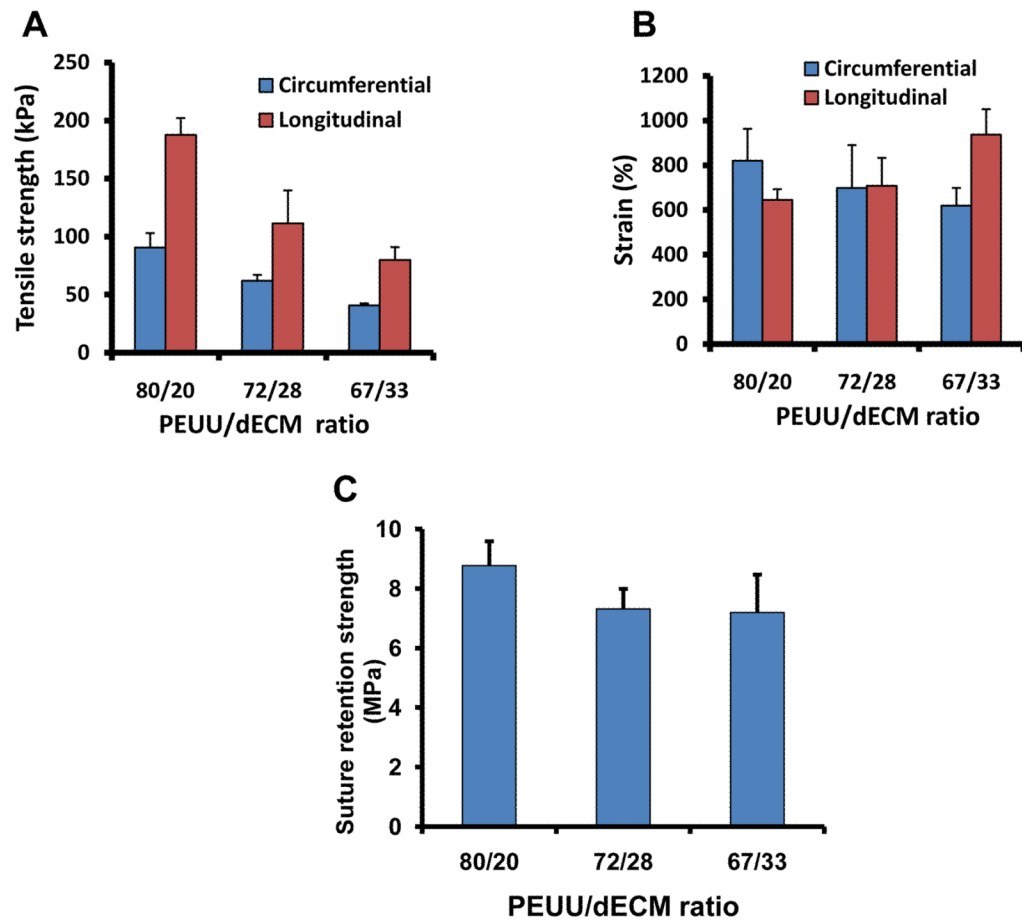 A
Tensile strength (kPa)
250
200
150
100
50
0
Circumferential
Longitudinal
80/20 72/28 67/33
PEUU/dECM ratio
B
Strain (%)
1200
1000
800
600
400
200
0
Circumferential
Longitudinal
80/20 72/28 67/33
PEUU/dECM ratio
C
Suture retention strength
(MPa)
10
8
6
4
2
0
80/20 72/28 67/33
PEUU/dECM ratio